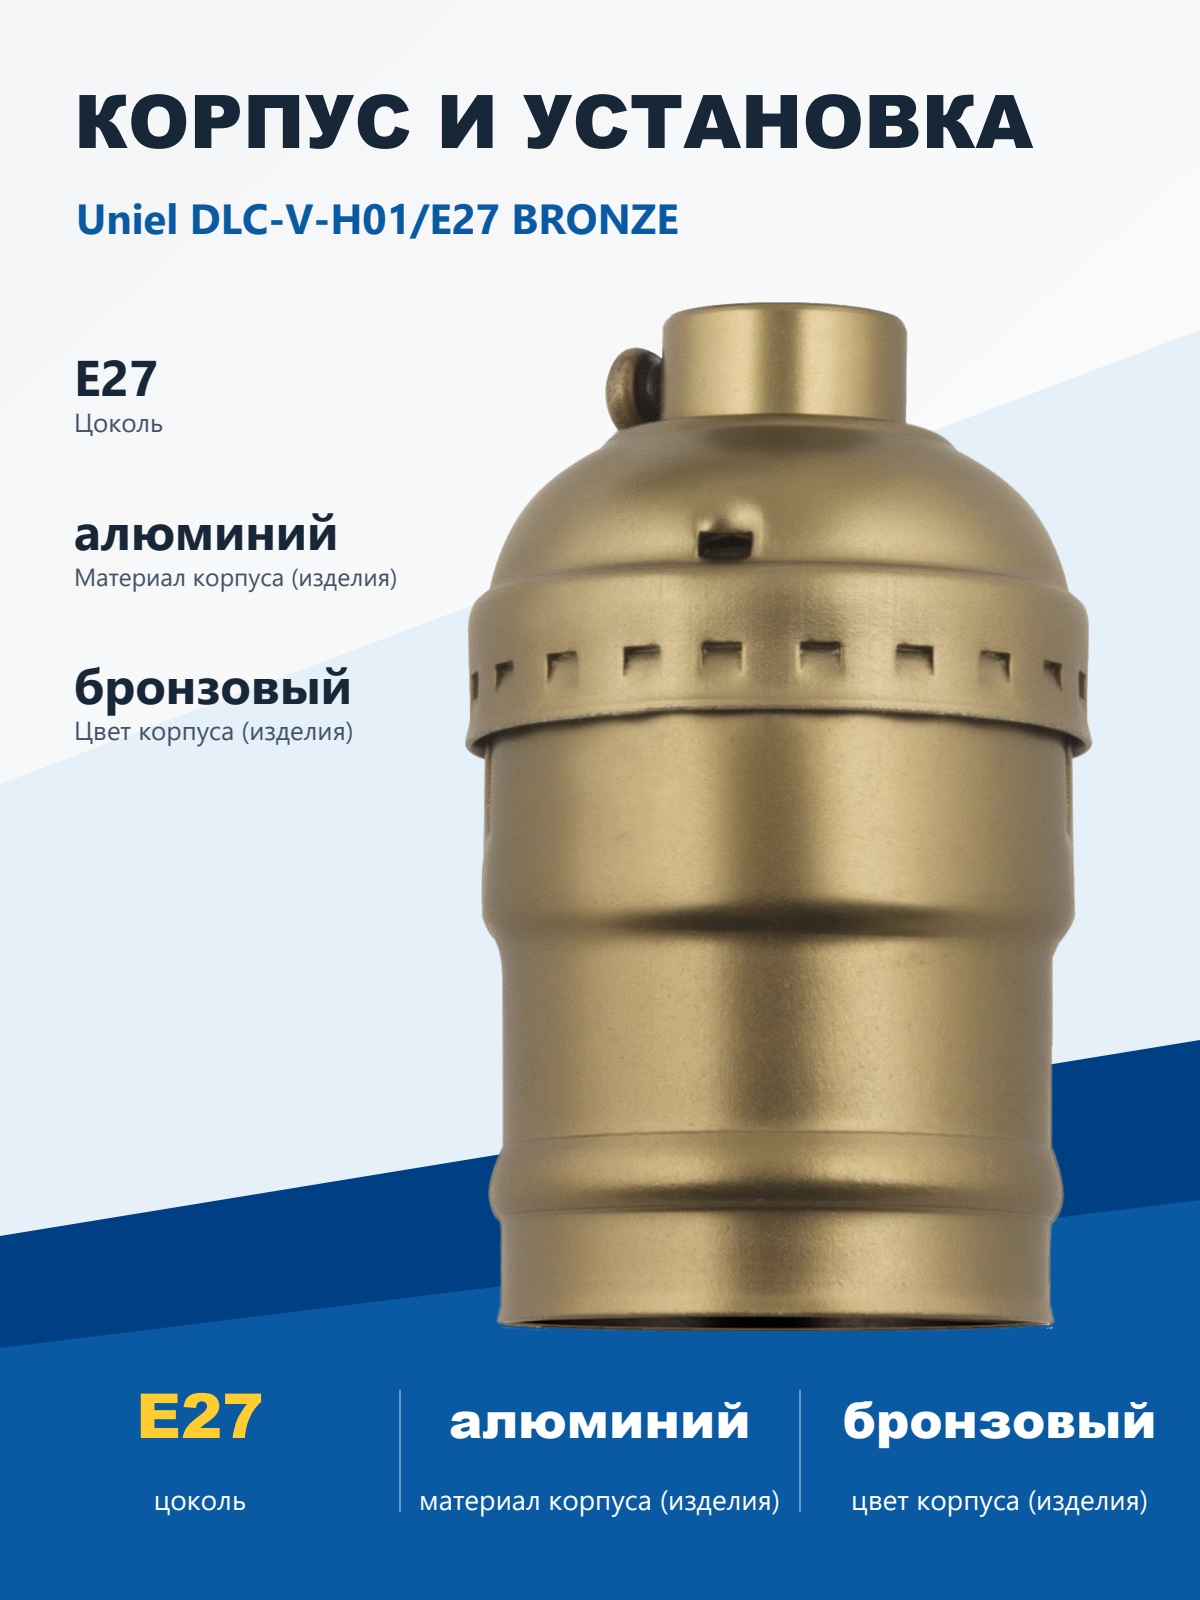 КОРПУС И УСТАНОВКА
Uniel DLC-V-H01/E27 BRONZE
E27
Цоколь
алюминий
Материал корпуса (изделия)
бронзовый
Цвет корпуса (изделия)
E27
цоколь
алюминий
материал корпуса (изделия)
бронзовый
цвет корпуса (изделия)